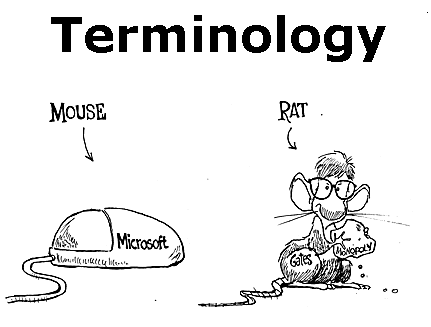 Terminology
MOUSE
RAT
Microsoft
Gates
MONOPOLY